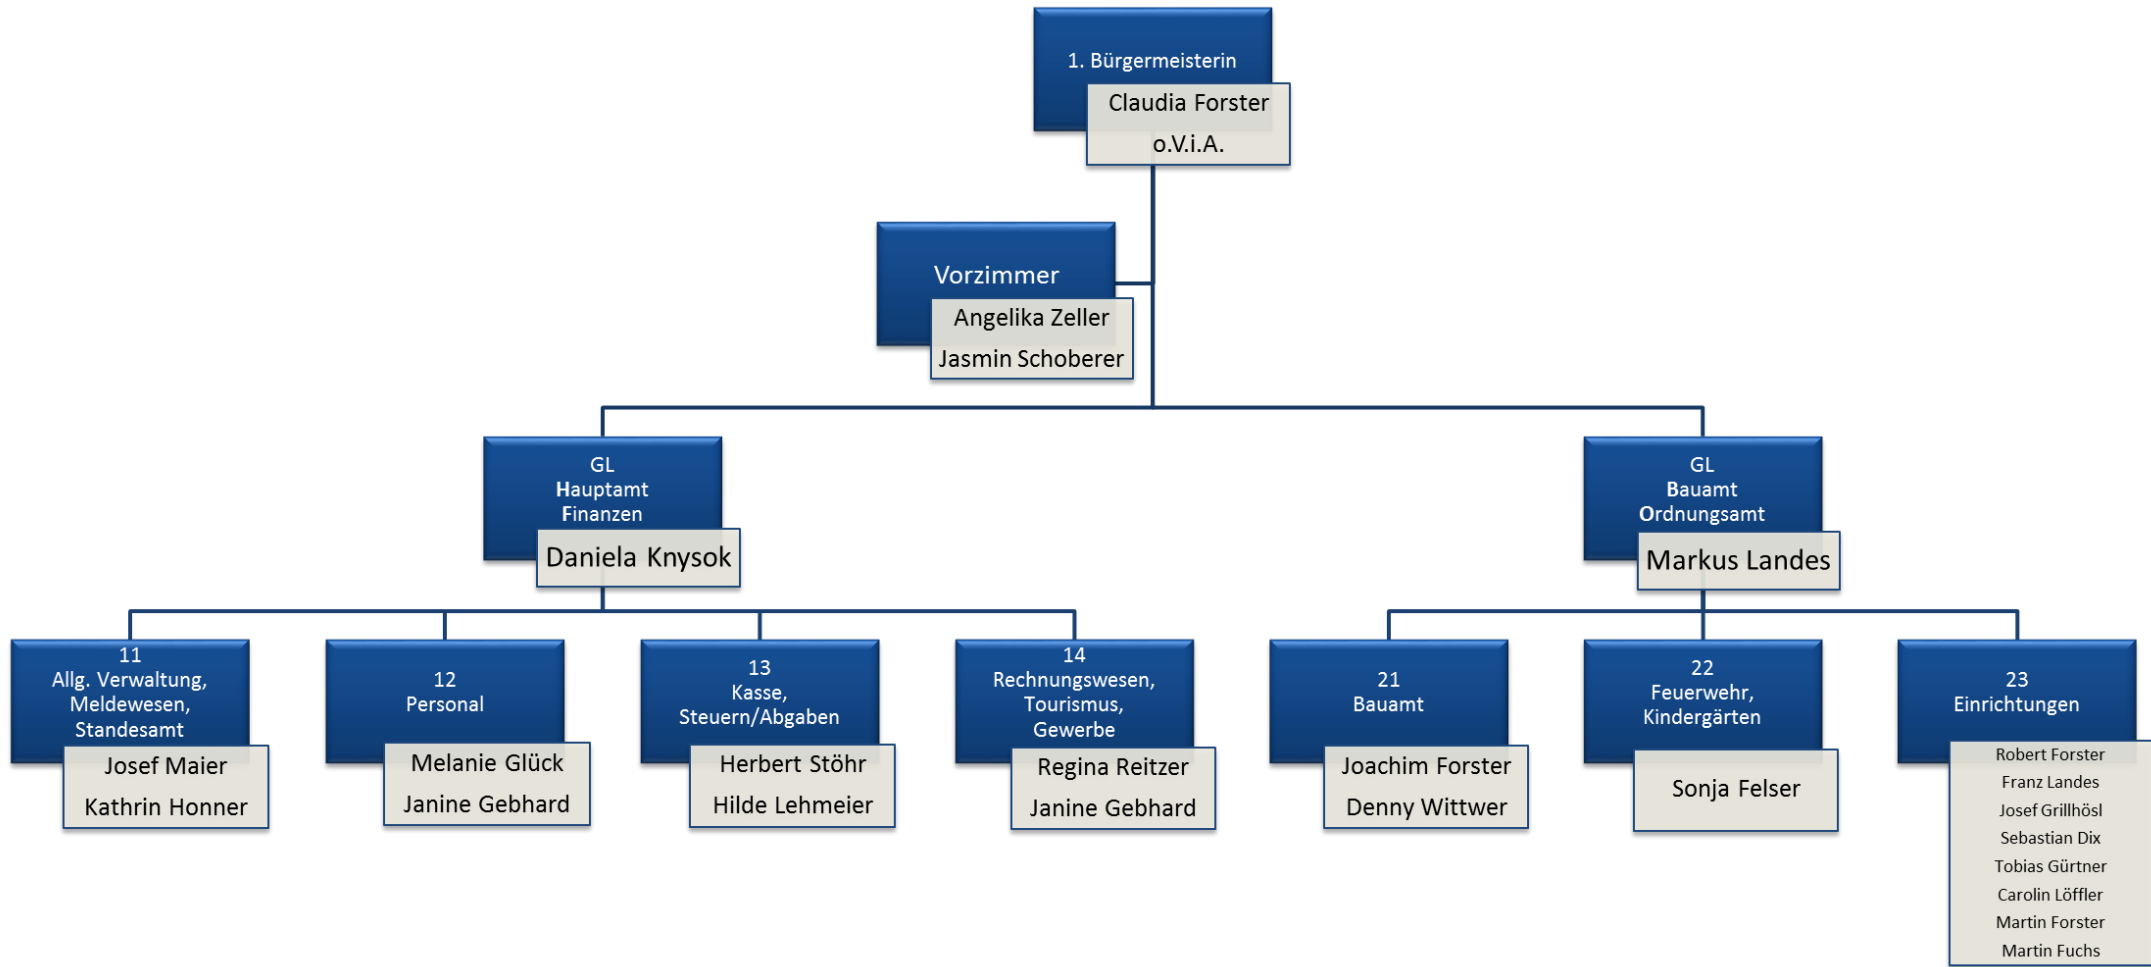 1. Bürgermeisterin
Claudia Forster
o.V.i.A.
Vorzimmer
Angelika Zeller
Jasmin Schoberer
GL
Hauptamt
Finanzen
Daniela Knysok
GL
Bauamt
Ordnungsamt
Markus Landes
11
Allg. Verwaltung,
Meldewesen,
Standesamt
Josef Maier
Kathrin Honner
12
Personal
Melanie Glück
Janine Gebhard
13
Kasse,
Steuern/Abgaben
Herbert Stöhr
Hilde Lehmeier
14
Rechnungswesen,
Tourismus,
Gewerbe
Regina Reitzer
Janine Gebhard
21
Bauamt
Joachim Forster
Denny Wittwer
22
Feuerwehr,
Kindergärten
Sonja Felser
23
Einrichtungen
Robert Forster
Franz Landes
Josef Grillhösl
Sebastian Dix
Tobias Gürtner
Carolin Löffler
Martin Forster
Martin Fuchs